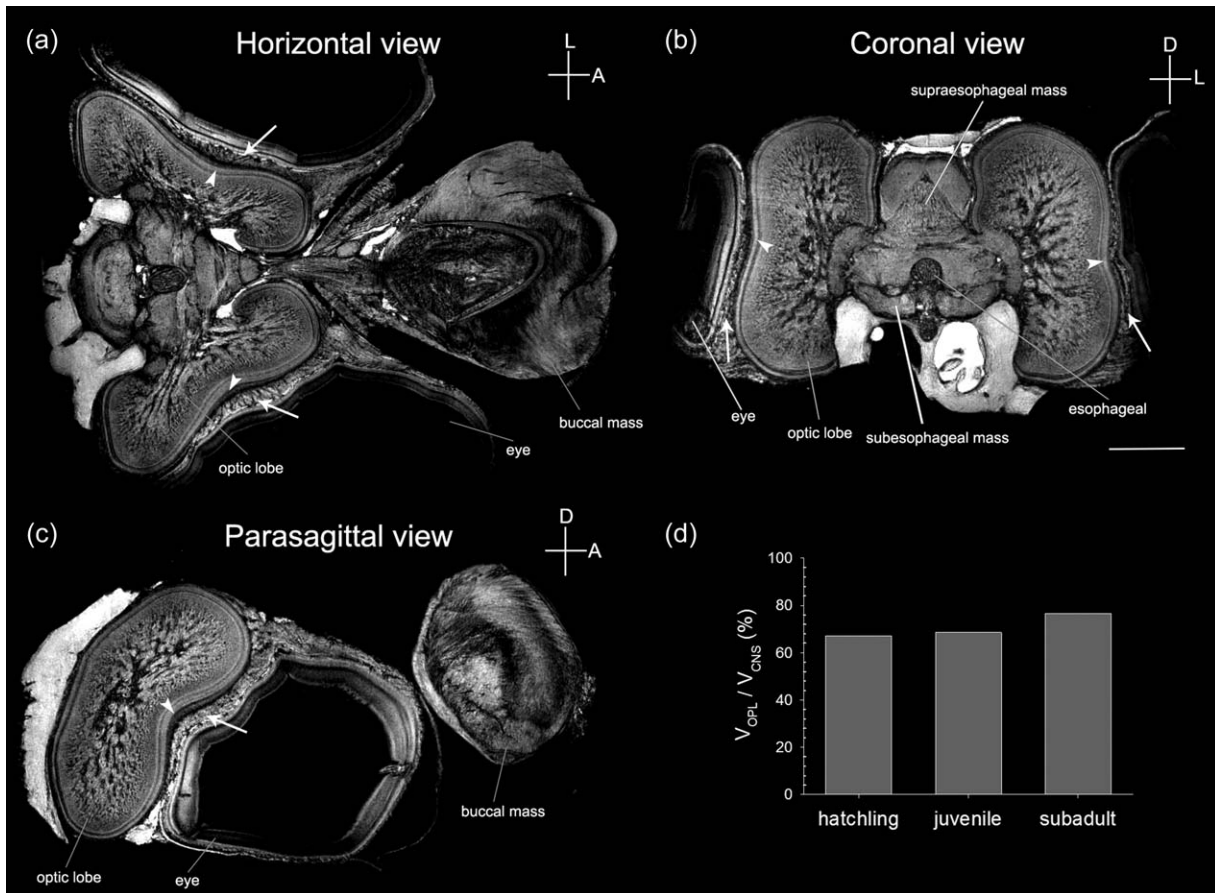 (a)
Horizontal view
L
A
optic lobe
eye
buccal mass
(b)
Coronal view
D
L
supraesophageal mass
eye
optic lobe
subesophageal mass
esophageal
(c)
Parasagittal view
D
A
optic lobe
eye
buccal mass
(d)
V_OPL / V_CNS (%)
100
80
60
40
20
0
hatchling juvenile subadult